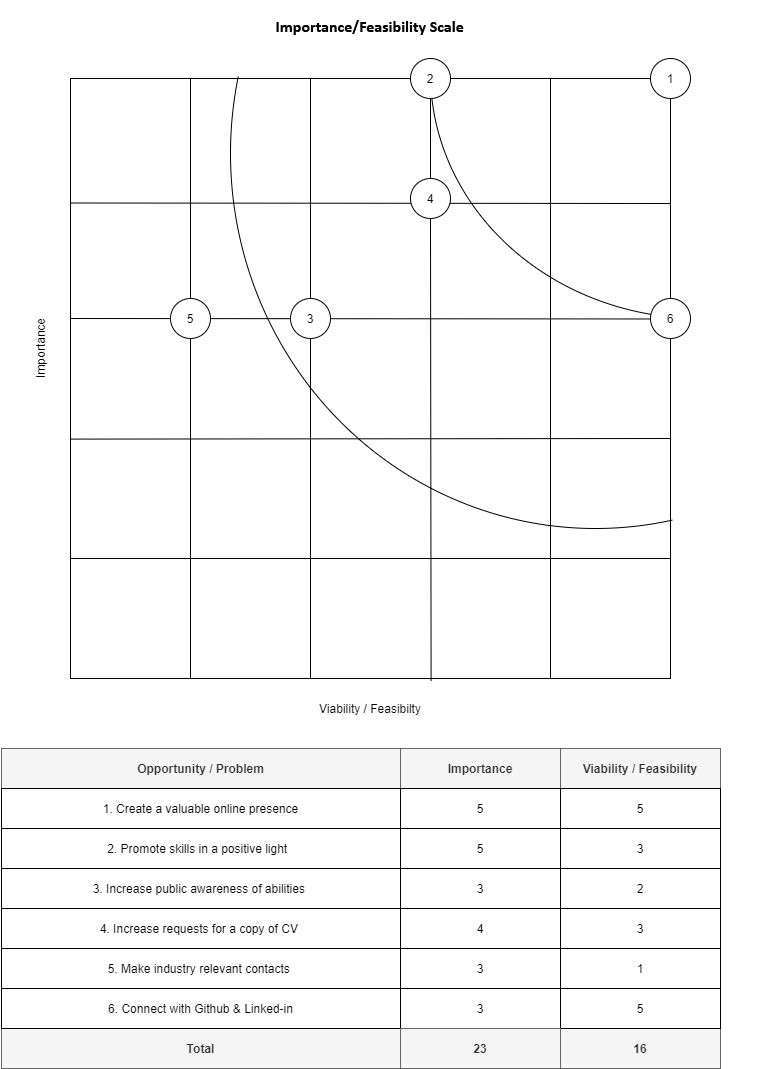 Importance/Feasibility Scale
2
1
4
5
3
6
Importance
Viability / Feasibilty
Opportunity / Problem Importance Viability / Feasibility
1. Create a valuable online presence 5 5
2. Promote skills in a positive light 5 3
3. Increase public awareness of abilities 3 2
4. Increase requests for a copy of CV 4 3
5. Make industry relevant contacts 3 1
6. Connect with Github & Linked-in 3 5
Total 23 16